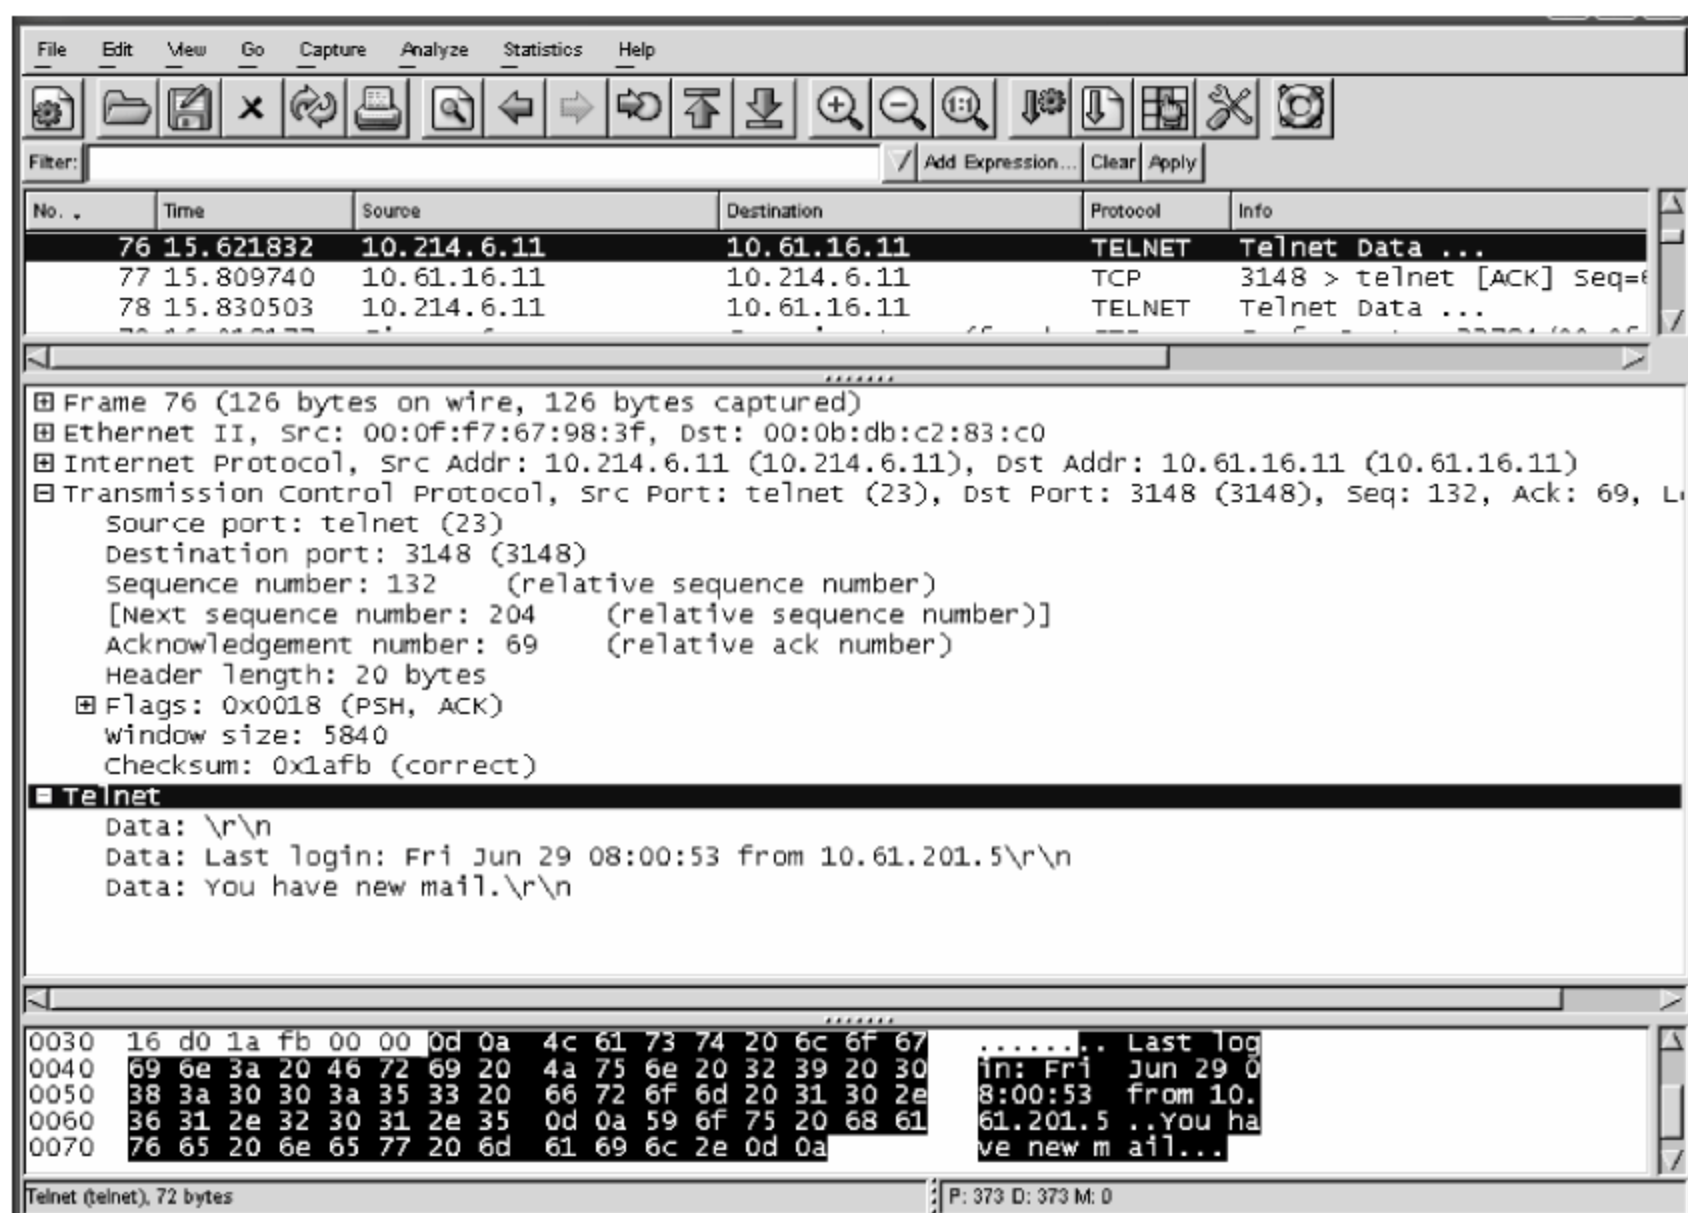 File Edit View Go Capture Analyze Statistics Help
Filter: Add Expression... Clear Apply
No. . Time Source Destination Protocol Info
76 15.621832 10.214.6.11 10.61.16.11 TELNET Telnet Data ...
77 15.809740 10.61.16.11 10.214.6.11 TCP 3148 > telnet [ACK] Seq=6
78 15.830503 10.214.6.11 10.61.16.11 TELNET Telnet Data ...
Frame 76 (126 bytes on wire, 126 bytes captured)
Ethernet II, Src: 00:0f:f7:67:98:3f, Dst: 00:0b:db:c2:83:c0
Internet Protocol, Src Addr: 10.214.6.11 (10.214.6.11), Dst Addr: 10.61.16.11 (10.61.16.11)
Transmission Control Protocol, Src Port: telnet (23), Dst Port: 3148 (3148), Seq: 132, Ack: 69, L
Source port: telnet (23)
Destination port: 3148 (3148)
Sequence number: 132 (relative sequence number)
[Next sequence number: 204 (relative sequence number)]
Acknowledgement number: 69 (relative ack number)
Header length: 20 bytes
Flags: 0x0018 (PSH, ACK)
Window size: 5840
Checksum: 0x1afb (correct)
Telnet
Data: \r\n
Data: Last login: Fri Jun 29 08:00:53 from 10.61.201.5\r\n
Data: You have new mail.\r\n
0030 16 d0 1a fb 00 00 0d 0a 4c 61 73 74 20 6c 6f 67 ........ Last log
0040 69 6e 3a 20 46 72 69 20 4a 75 6e 20 32 39 20 30 in: Fri Jun 29 0
0050 38 3a 30 30 3a 35 33 20 66 72 6f 6d 20 31 30 2e 8:00:53 from 10.
0060 36 31 2e 32 30 31 2e 35 0d 0a 59 6f 75 20 68 61 61.201.5 ..You ha
0070 76 65 20 6e 65 77 20 6d 61 69 6c 2e 0d 0a ve new m ail...
Telnet (telnet), 72 bytes P: 373 D: 373 M: 0